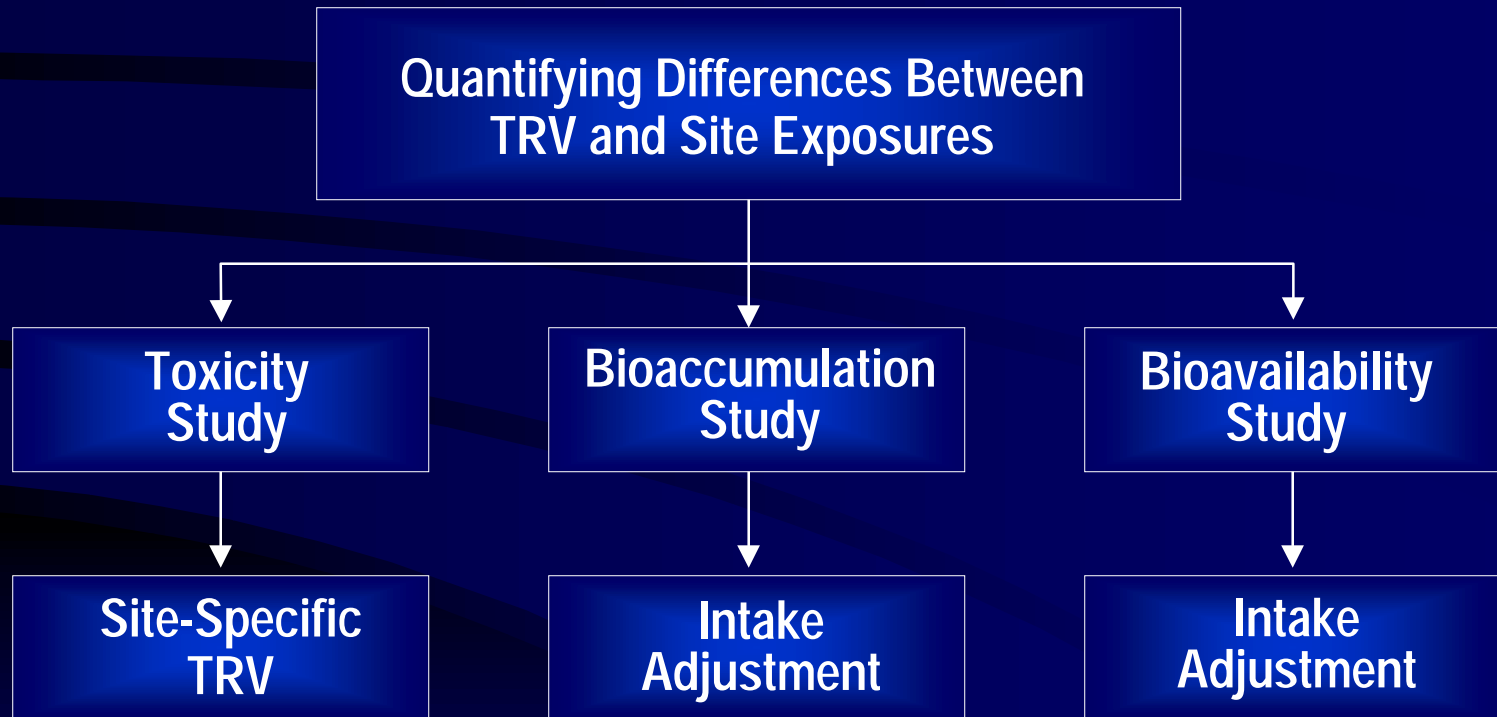 Quantifying Differences Between
TRV and Site Exposures
Toxicity
Study
Bioaccumulation
Study
Bioavailability
Study
Site-Specific
TRV
Intake
Adjustment
Intake
Adjustment